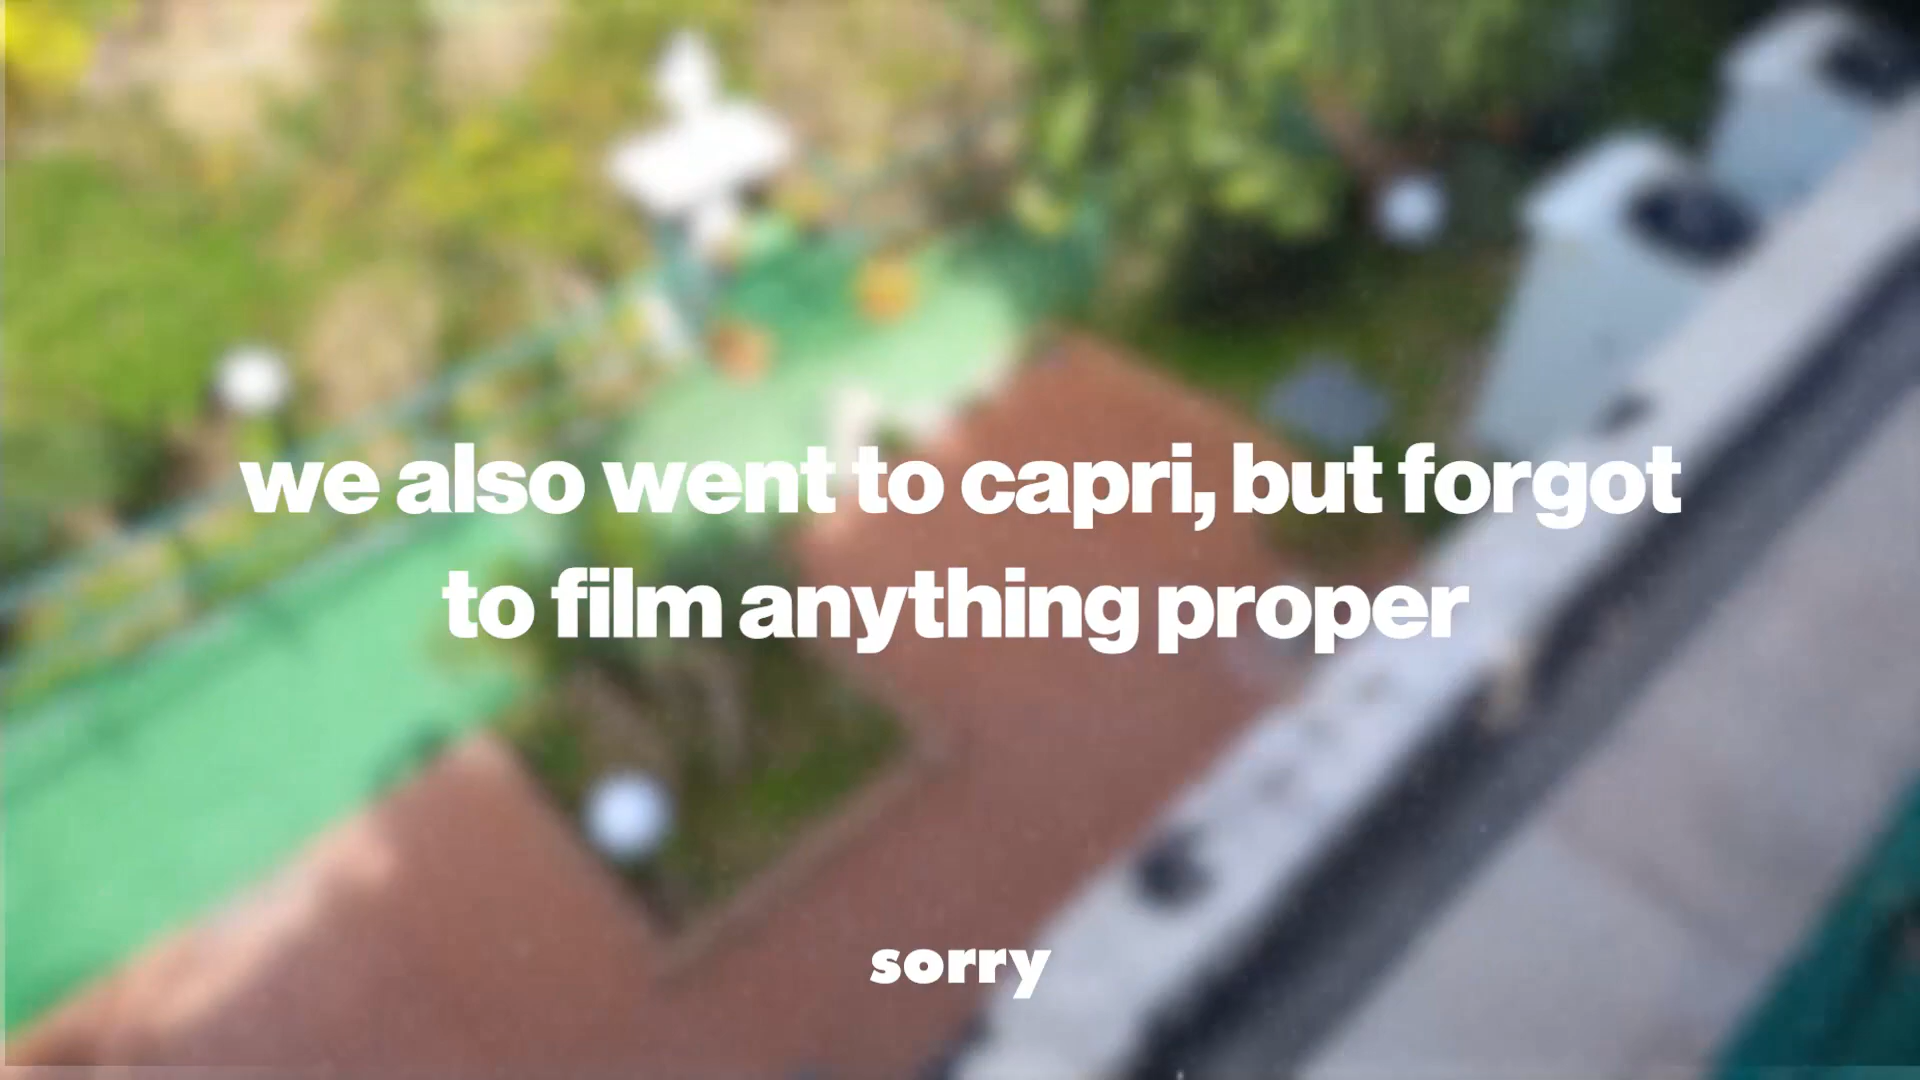 we also went to capri, but forgot
to film anything proper
sorry